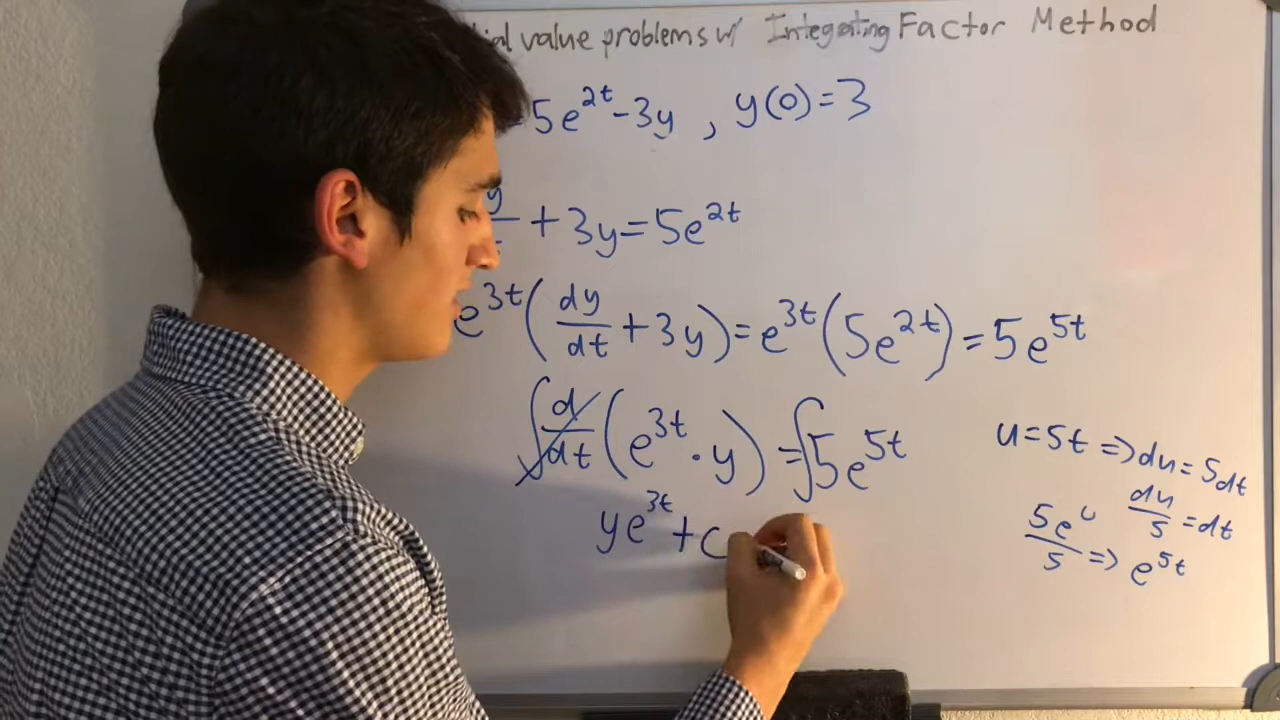 value problems w/ Integrating Factor Method
5e^{2t} - 3y , y(0) = 3
+ 3y = 5e^{2t}
e^{3t}(dy/dt + 3y) = e^{3t}(5e^{2t}) = 5e^{5t}
∫ d/dt (e^{3t} · y) = ∫ 5e^{5t}
u = 5t => du = 5dt
du/5 = dt
5e^u/5 => e^{5t}
ye^{3t} + c